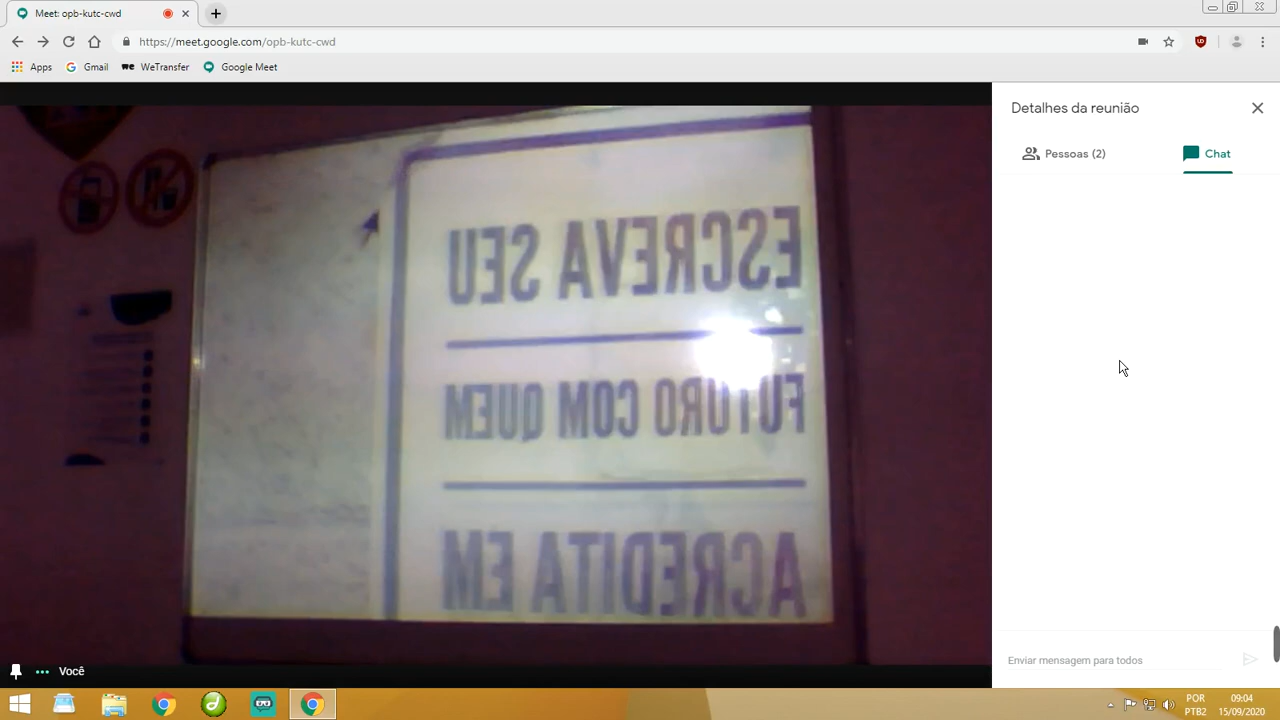 Meet: opb-kutc-cwd
https://meet.google.com/opb-kutc-cwd
Apps Gmail WeTransfer Google Meet
Detalhes da reunião
Pessoas (2) Chat
ESCREVA SEU
FUTURO COM QUEM
ACREDITA EM
Você
Enviar mensagem para todos
POR 09:04
PTB2 15/09/2020